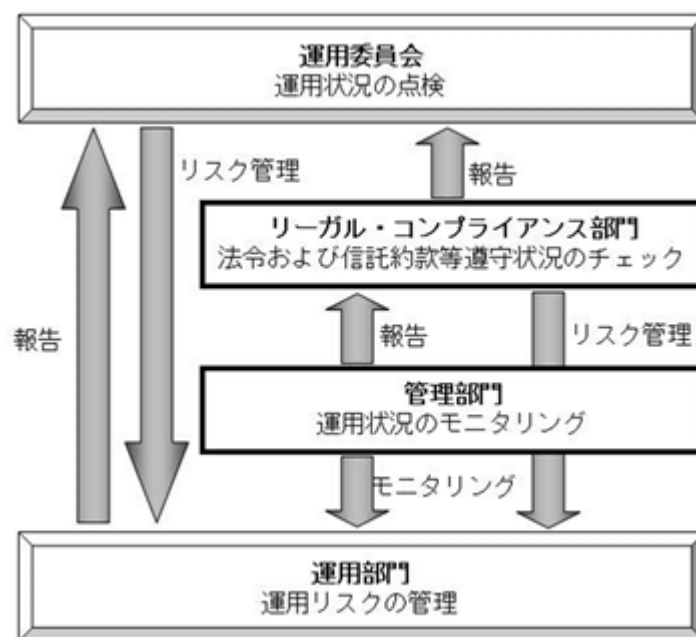 運用委員会
運用状況の点検
リスク管理
報告
リーガル・コンプライアンス部門
法令および信託約款等遵守状況のチェック
報告
報告
リスク管理
管理部門
運用状況のモニタリング
モニタリング
運用部門
運用リスクの管理